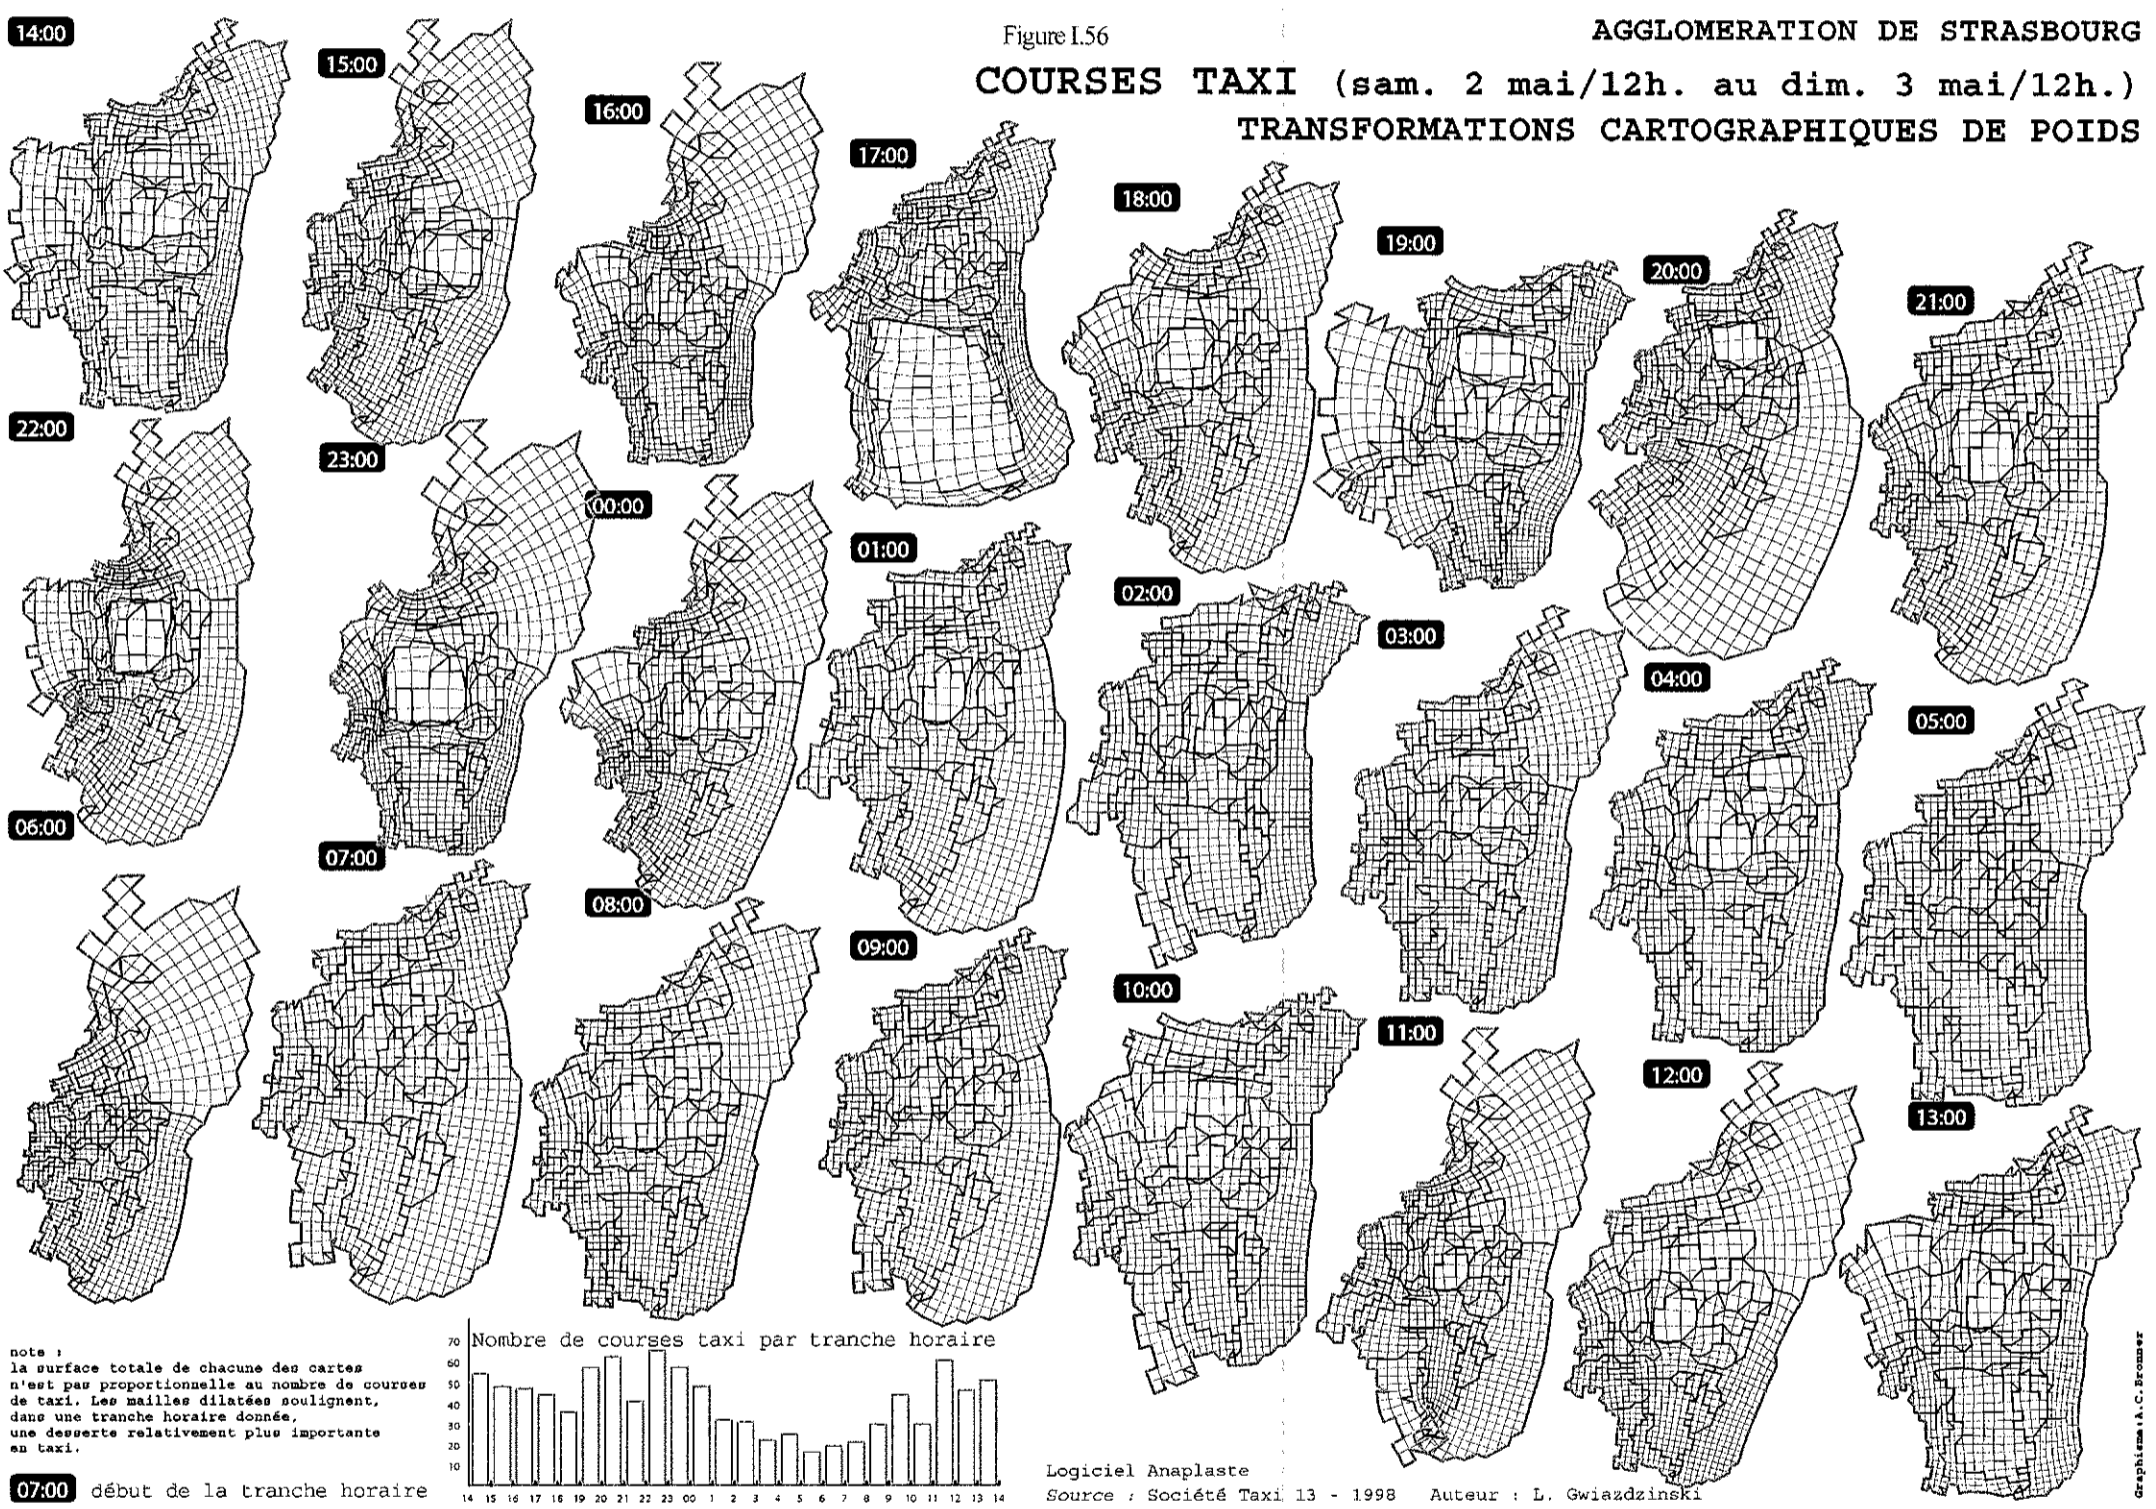 Figure I.56
AGGLOMERATION DE STRASBOURG
COURSES TAXI (sam. 2 mai/12h. au dim. 3 mai/12h.)
TRANSFORMATIONS CARTOGRAPHIQUES DE POIDS
14:00
15:00
16:00
17:00
18:00
19:00
20:00
21:00
22:00
23:00
00:00
01:00
02:00
03:00
04:00
05:00
06:00
07:00
08:00
09:00
10:00
11:00
12:00
13:00
note :
la surface totale de chacune des cartes
n'est pas proportionnelle au nombre de courses
de taxi. Les mailles dilatées soulignent,
dans une tranche horaire donnée,
une desserte relativement plus importante
en taxi.
07:00 début de la tranche horaire
Nombre de courses taxi par tranche horaire
70
60
50
40
30
20
10
14 15 16 17 18 19 20 21 22 23 00 1 2 3 4 5 6 7 8 9 10 11 12 13 14
Logiciel Anaplaste
Source : Société Taxi 13 - 1998 Auteur : L. Gwiazdzinski
Graphisme : A.C. Bronner